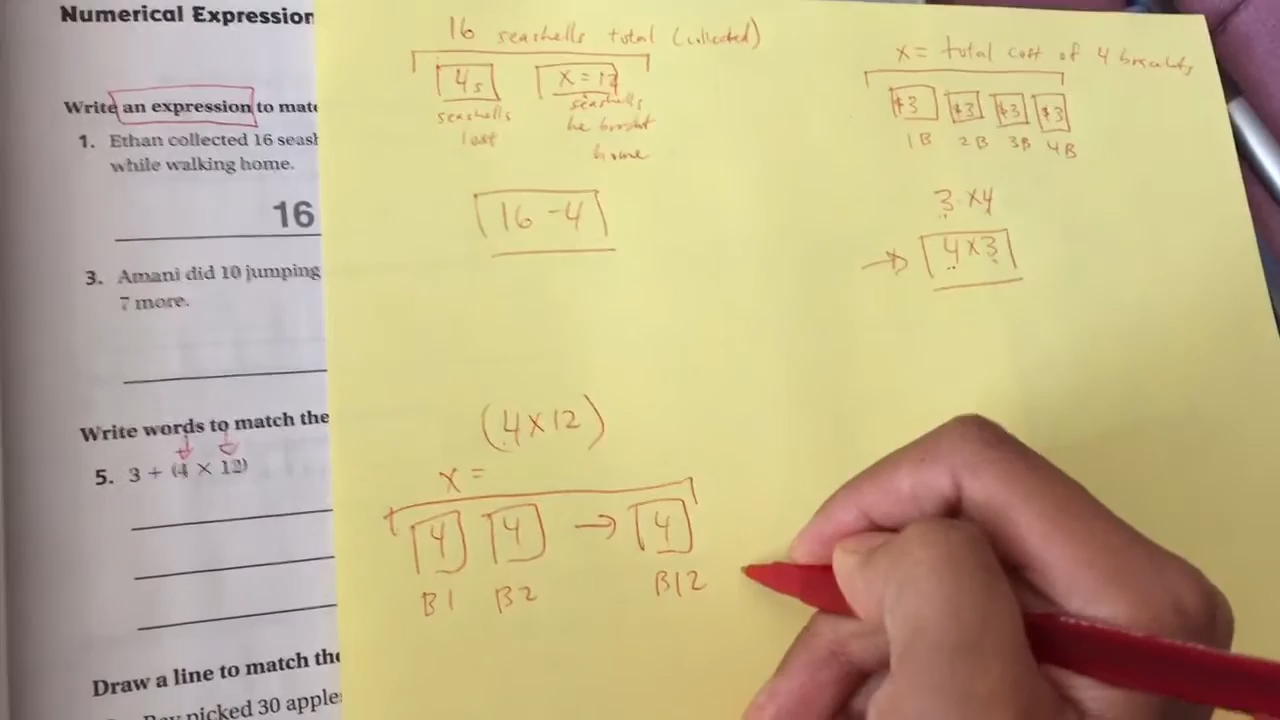 Numerical Expression
Write an expression to mat
1. Ethan collected 16 seash
while walking home.
16
3. Amani did 10 jumping
7 more.
Write words to match the
5. 3 + (4 × 12)
Draw a line to match the
Ray picked 30 apple
16 seashells total (collected)
4s x = 12
seashells lost
seashells he brought home
16 - 4
x = total cost of 4
$3 $3 $3 $3
1B 2B 3B 4B
3 × 4
→ 4×3
(4×12)
x =
4 4 → 4
B1 B2 B12